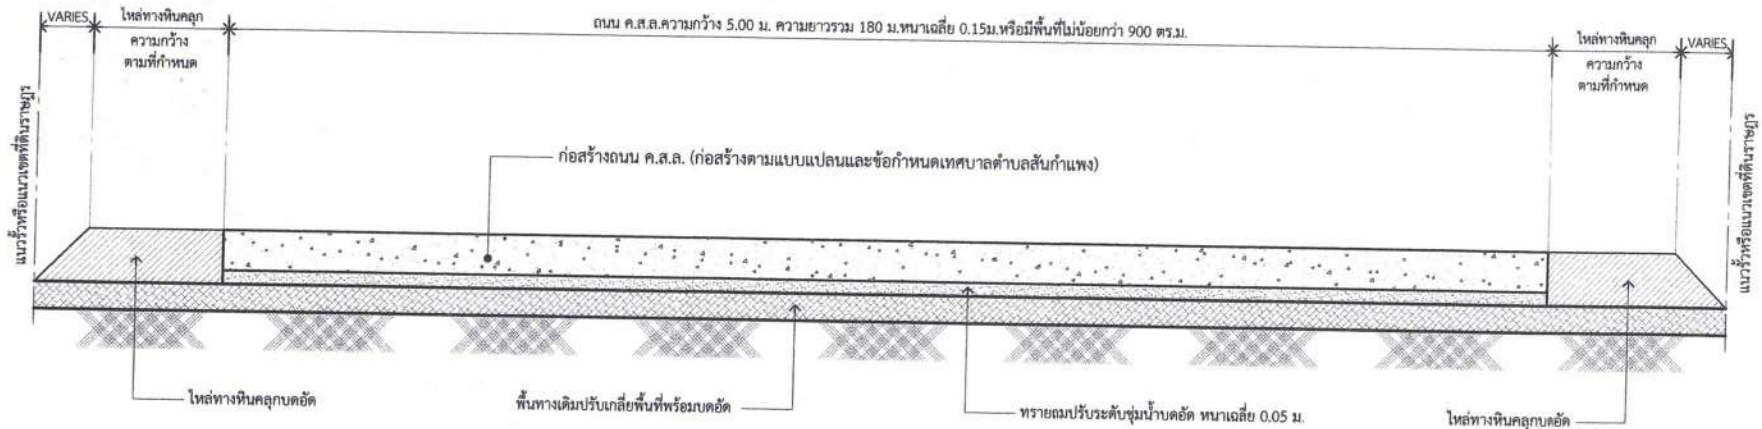 VARIES
ไหล่ทางหินคลุก
ความกว้าง
ตามที่กำหนด
ถนน ค.ส.ล.ความกว้าง 5.00 ม. ความยาวรวม 180 ม.หนาเฉลี่ย 0.15ม.หรือมีพื้นที่ไม่น้อยกว่า 900 ตร.ม.
ไหล่ทางหินคลุก
ความกว้าง
ตามที่กำหนด
VARIES
แนวรั้วหรือแนวเขตที่ดินราษฎร
ก่อสร้างถนน ค.ส.ล. (ก่อสร้างตามแบบแปลนและข้อกำหนดเทศบาลตำบลสันกำแพง)
แนวรั้วหรือแนวเขตที่ดินราษฎร
ไหล่ทางหินคลุกบดอัด
พื้นทางเดิมปรับเกลี่ยพื้นที่พร้อมบดอัด
ทรายถมปรับระดับชุ่มน้ำบดอัด หนาเฉลี่ย 0.05 ม.
ไหล่ทางหินคลุกบดอัด